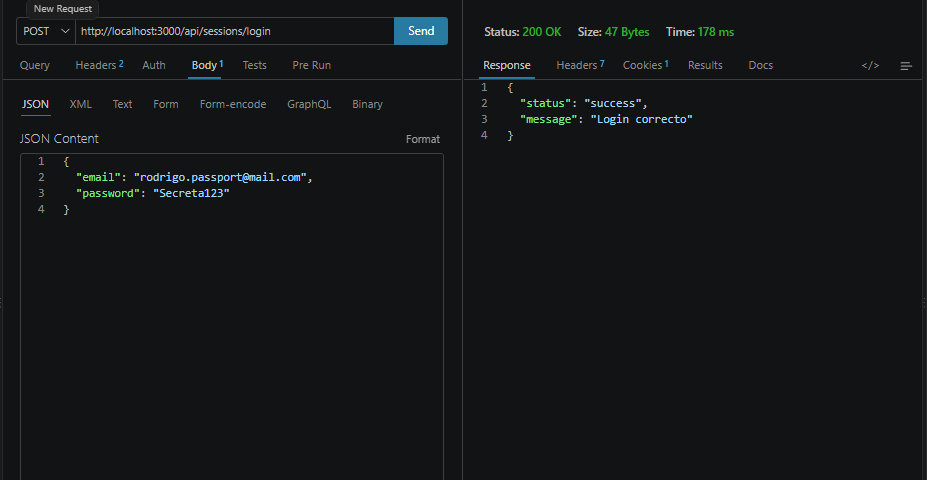 New Request
POST http://localhost:3000/api/sessions/login Send
Query Headers 2 Auth Body 1 Tests Pre Run
JSON XML Text Form Form-encode GraphQL Binary
JSON Content Format
1 {
2 "email": "rodrigo.passport@mail.com",
3 "password": "Secreta123"
4 }
Status: 200 OK Size: 47 Bytes Time: 178 ms
Response Headers 7 Cookies 1 Results Docs </>
1 {
2 "status": "success",
3 "message": "Login correcto"
4 }